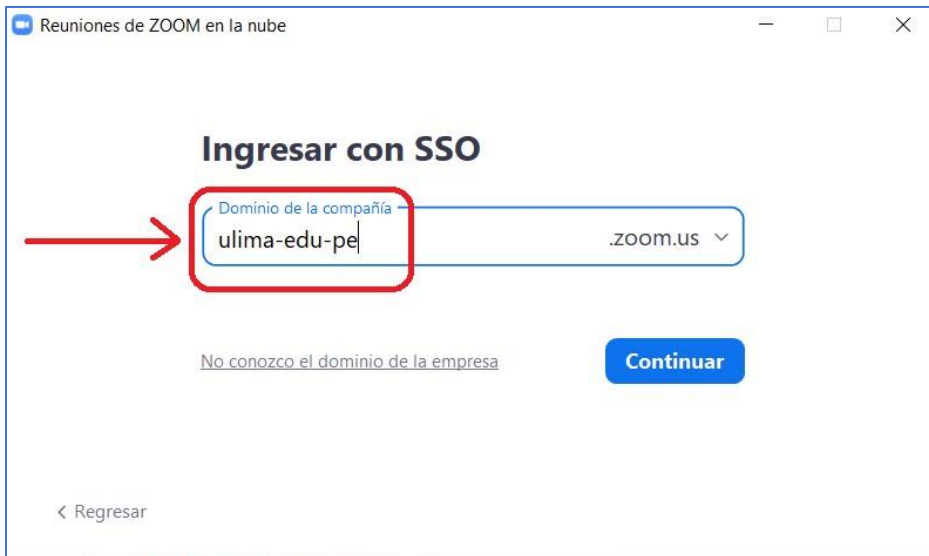 Reuniones de ZOOM en la nube
Ingresar con SSO
Dominio de la compañía
ulima-edu-pe .zoom.us
No conozco el dominio de la empresa Continuar
Regresar